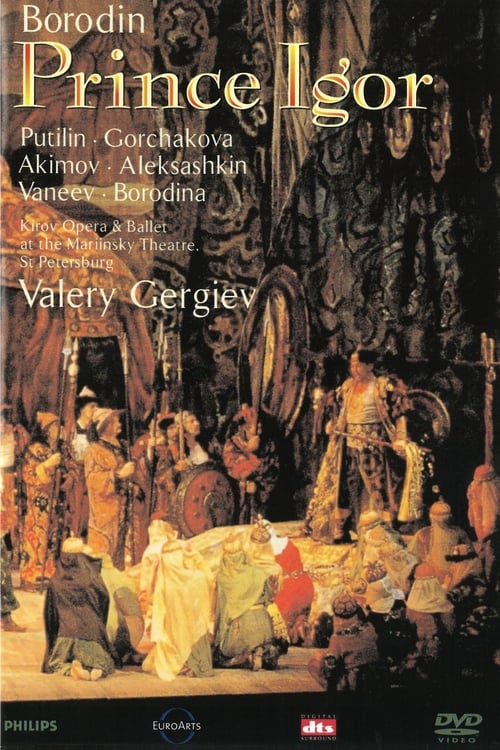 Borodin
Prince Igor
Putilin · Gorchakova
Akimov · Aleksashkin
Vaneev · Borodina
Kirov Opera & Ballet
at the Mariinsky Theatre,
St Petersburg
Valery Gergiev
PHILIPS
EUROARTS
DIGITAL
dts
SURROUND
DVD
VIDEO